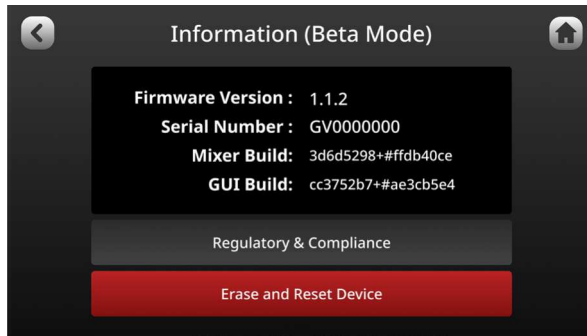 Information (Beta Mode)
Firmware Version : 1.1.2
Serial Number : GV0000000
Mixer Build: 3d6d5298+#ffdb40ce
GUI Build: cc3752b7+#ae3cb5e4
Regulatory & Compliance
Erase and Reset Device